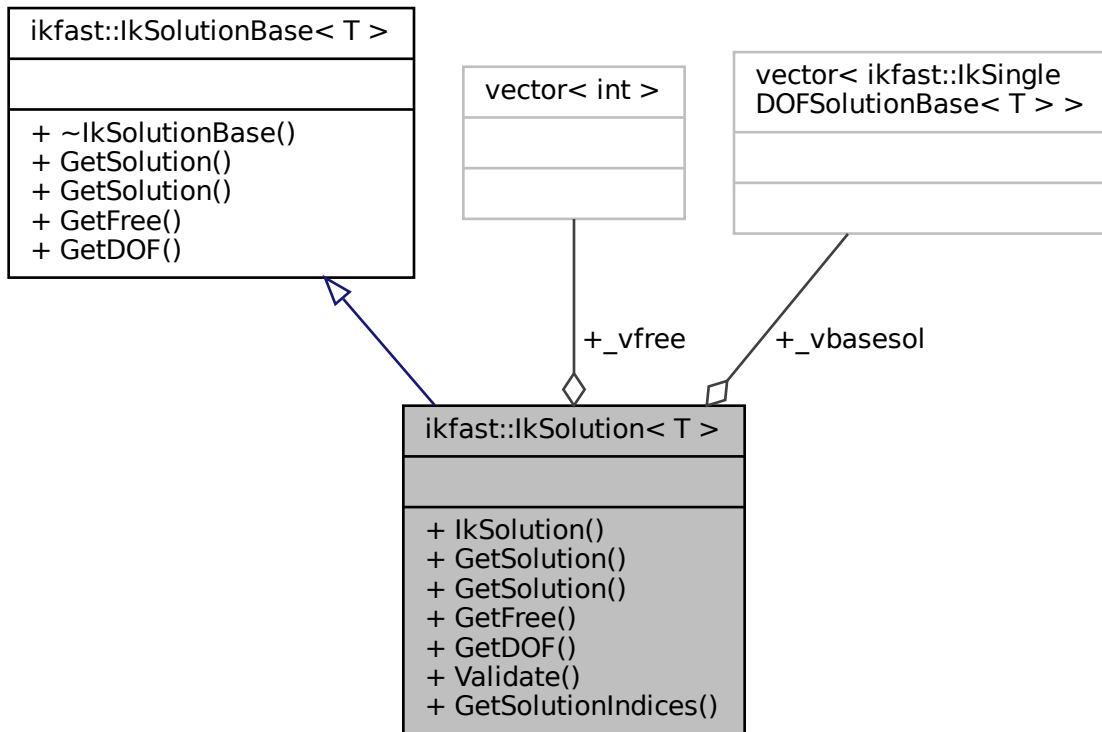 ikfast::IkSolutionBase< T >
+ ~IkSolutionBase()
+ GetSolution()
+ GetSolution()
+ GetFree()
+ GetDOF()
vector< int >
vector< ikfast::IkSingle
DOFSolutionBase< T > >
+_vfree
+_vbasesol
ikfast::IkSolution< T >
+ IkSolution()
+ GetSolution()
+ GetSolution()
+ GetFree()
+ GetDOF()
+ Validate()
+ GetSolutionIndices()